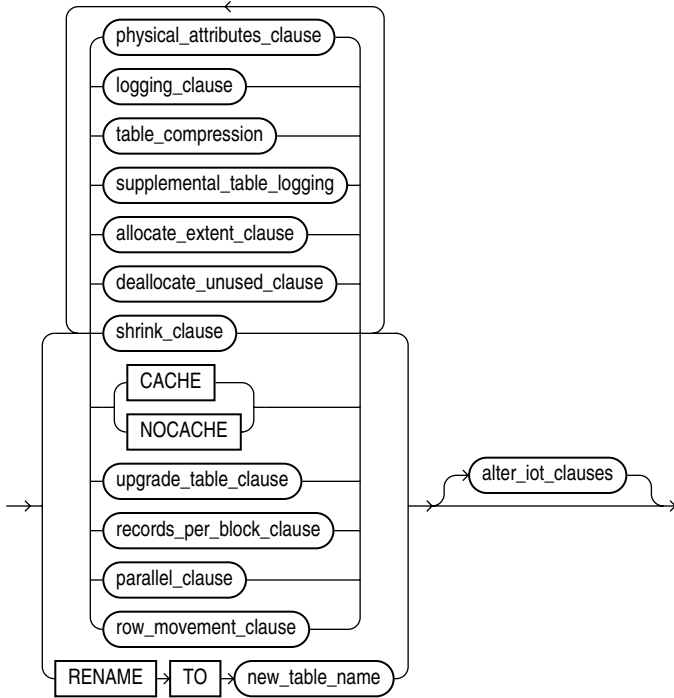 physical_attributes_clause
logging_clause
table_compression
supplemental_table_logging
allocate_extent_clause
deallocate_unused_clause
shrink_clause
CACHE
NOCACHE
upgrade_table_clause
records_per_block_clause
parallel_clause
row_movement_clause
RENAME TO new_table_name
alter_iot_clauses